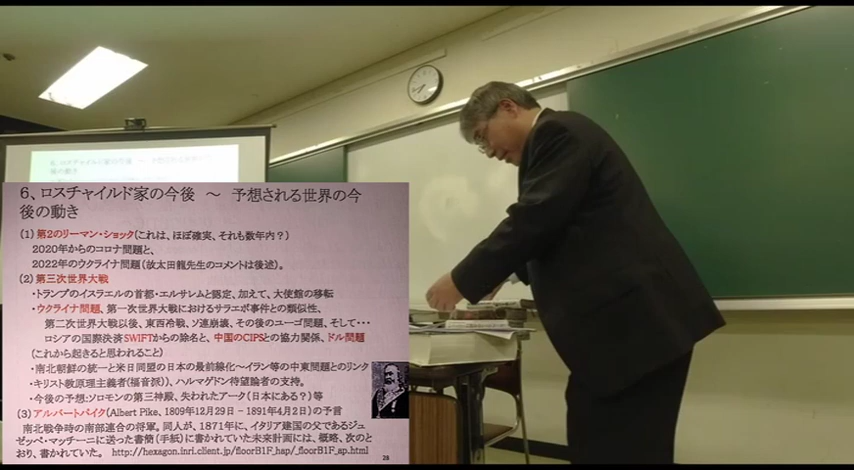 6、ロスチャイルド家の今後 ～ 予想される世界の今
後の動き
(1) 第2のリーマン・ショック(これは、ほぼ確実、それも数年内？)
2020年からのコロナ問題と、
2022年のウクライナ問題(故太田龍先生のコメントは後述)。
(2) 第三次世界大戦
・トランプのイスラエルの首都・エルサレムと認定、加えて、大使館の移転
・ウクライナ問題、第一次世界大戦におけるサラエボ事件との類似性、
第二次世界大戦以後、東西冷戦、ソ連崩壊、その後のユーゴ問題、そして・・・
ロシアの国際決済SWIFTからの除名と、中国のCIPSとの協力関係、ドル問題
(これから起きると思われること)
・南北朝鮮の統一と米日同盟の日本の最前線化～イラン等の中東問題とのリンク
・キリスト教原理主義者(福音派))、ハルマゲドン待望論者の支持。
・今後の予想:ソロモンの第三神殿、失われたアーク(日本にある？)等
(3) アルバートパイク(Albert Pike、1809年12月29日 - 1891年4月2日)の予言
南北戦争時の南部連合の将軍。同人が、1871年に、イタリア建国の父であるジュ
ゼッペ・マッチーニに送った書簡(手紙)に書かれていた未来計画には、概略、次のと
おり、書かれていた。 http://hexagon.inri.client.jp/floorB1F_hap/_floorB1F_ap.html
28